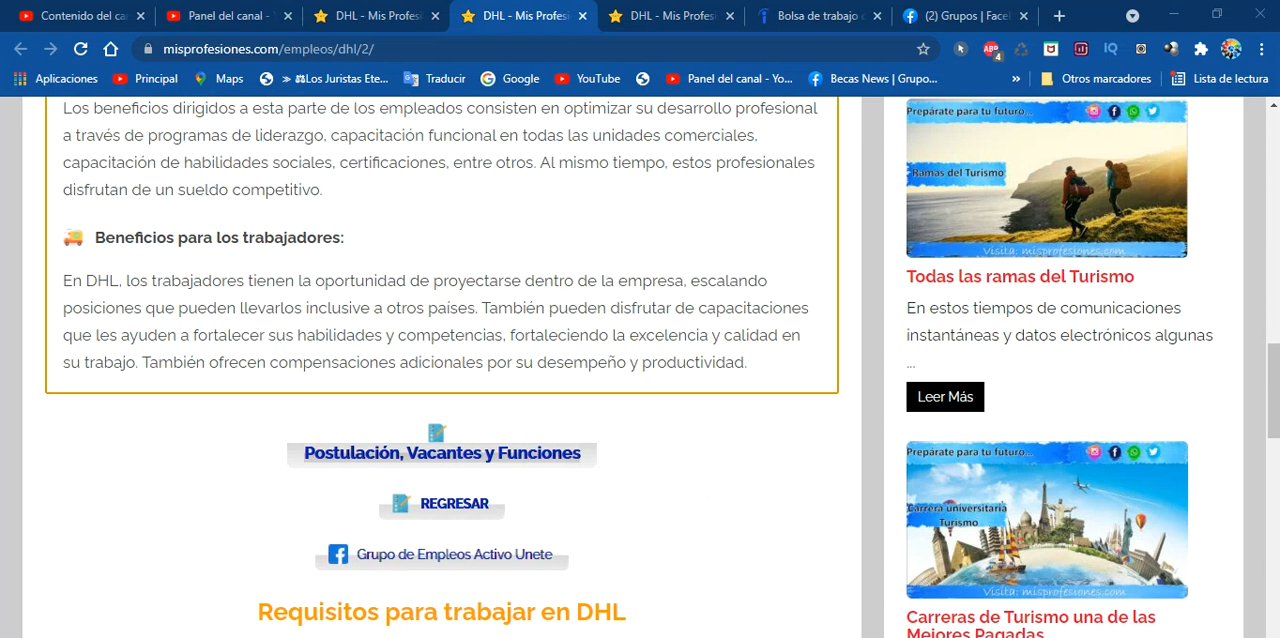 Contenido del ca
Panel del canal -
DHL - Mis Profesi
DHL - Mis Profesi
DHL - Mis Profesi
Bolsa de trabajo
(2) Grupos | Face
misprofesiones.com/empleos/dhl/2/
ABP
4
IQ
Aplicaciones
Principal
Maps
≫ ⚖Los Juristas Ete...
Traducir
Google
YouTube
Panel del canal - Yo...
Becas News | Grupo...
»
Otros marcadores
Lista de lectura
Los beneficios dirigidos a esta parte de los empleados consisten en optimizar su desarrollo profesional
a través de programas de liderazgo, capacitación funcional en todas las unidades comerciales,
capacitación de habilidades sociales, certificaciones, entre otros. Al mismo tiempo, estos profesionales
disfrutan de un sueldo competitivo.
Beneficios para los trabajadores:
En DHL, los trabajadores tienen la oportunidad de proyectarse dentro de la empresa, escalando
posiciones que pueden llevarlos inclusive a otros países. También pueden disfrutar de capacitaciones
que les ayuden a fortalecer sus habilidades y competencias, fortaleciendo la excelencia y calidad en
su trabajo. También ofrecen compensaciones adicionales por su desempeño y productividad.
Postulación, Vacantes y Funciones
REGRESAR
Grupo de Empleos Activo Unete
Requisitos para trabajar en DHL
Prepárate para tu futuro...
Ramas del Turismo
Visita: misprofesiones.com
Todas las ramas del Turismo
En estos tiempos de comunicaciones
instantáneas y datos electrónicos algunas
...
Leer Más
Prepárate para tu futuro...
Carrera universitaria
Turismo
Visita: misprofesiones.com
Carreras de Turismo una de las
Mejores Pagadas